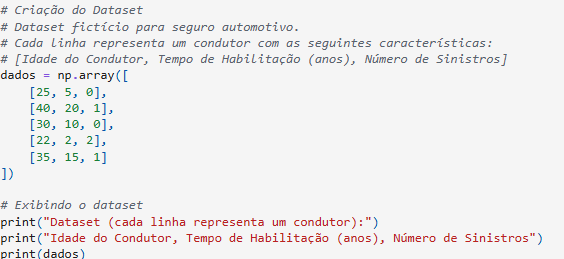 # Criação do Dataset
# Dataset fictício para seguro automotivo.
# Cada linha representa um condutor com as seguintes características:
# [Idade do Condutor, Tempo de Habilitação (anos), Número de Sinistros]
dados = np.array([
    [25, 5, 0],
    [40, 20, 1],
    [30, 10, 0],
    [22, 2, 2],
    [35, 15, 1]
])
# Exibindo o dataset
print("Dataset (cada linha representa um condutor):")
print("Idade do Condutor, Tempo de Habilitação (anos), Número de Sinistros")
print(dados)